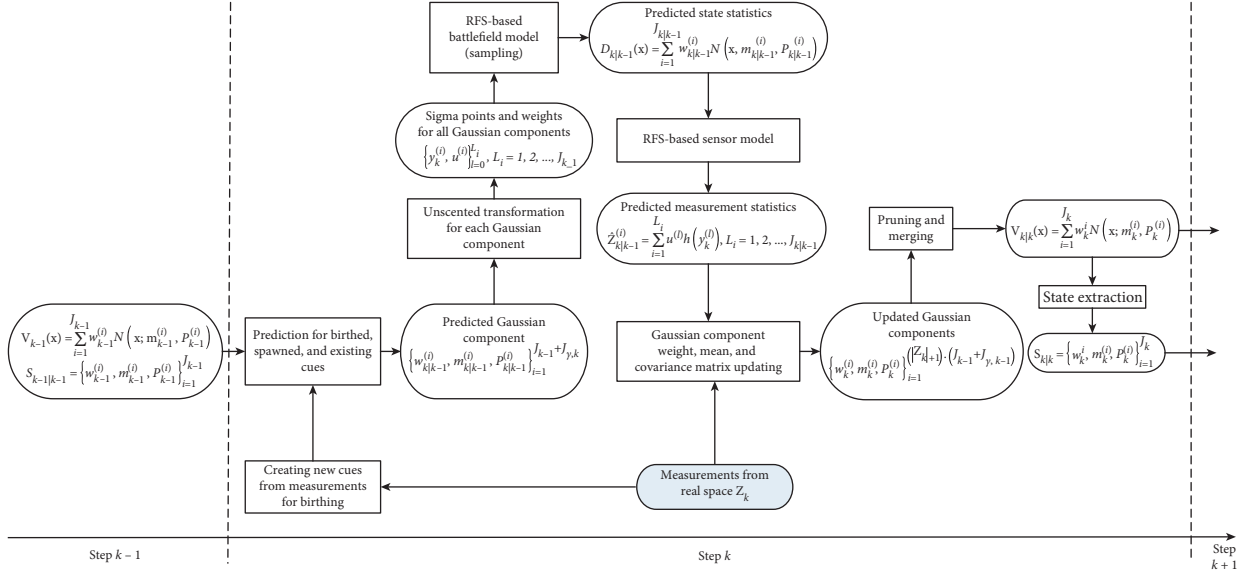 RFS-based
battlefield model
(sampling)
Predicted state statistics
D_{k|k–1}(x) = ∑_{i=1}^{J_{k|k–1}} w_{k|k–1}^{(i)} N (x, m_{k|k–1}^{(i)}, P_{k|k–1}^{(i)})
Sigma points and weights
for all Gaussian components
{y_k^{(i)}, u^{(i)}}_{l=0}^{L_i}, L_i = 1, 2, ..., J_{k_1}
RFS-based sensor model
Unscented transformation
for each Gaussian
component
Predicted measurement statistics
Ż_{k|k–1}^{(i)} = ∑_{i=1}^{L_i} u^{(l)} h (y_k^{(l)}), L_i = 1, 2, ..., J_{k|k–1}
Pruning and
merging
V_{k|k}(x) = ∑_{i=1}^{J_k} w_k^i N (x; m_k^{(i)}, P_k^{(i)})
State extraction
V_{k–1}(x) = ∑_{i=1}^{J_{k–1}} w_{k–1}^{(i)} N (x; m_{k–1}^{(i)}, P_{k–1}^{(i)})
S_{k–1|k–1} = {w_{k–1}^{(i)}, m_{k–1}^{(i)}, P_{k–1}^{(i)}}_{i=1}^{J_{k–1}}
Prediction for birthed,
spawned, and existing
cues
Predicted Gaussian
component
{w_{k|k–1}^{(i)}, m_{k|k–1}^{(i)}, P_{k|k–1}^{(i)}}_{i=1}^{J_{k–1}+J_{γ,k}}
Gaussian component
weight, mean, and
covariance matrix updating
Updated Gaussian
components
{w_k^i, m_k^{(i)}, P_k^{(i)}}_{i=1}^{(|Z_k|+1)·(J_{k–1}+J_{γ,k–1})}
S_{k|k} = {w_k^i, m_k^{(i)}, P_k^{(i)}}_{i=1}^{J_k}
Creating new cues
from measurements
for birthing
Measurements from
real space Z_k
Step k – 1
Step k
Step
k + 1